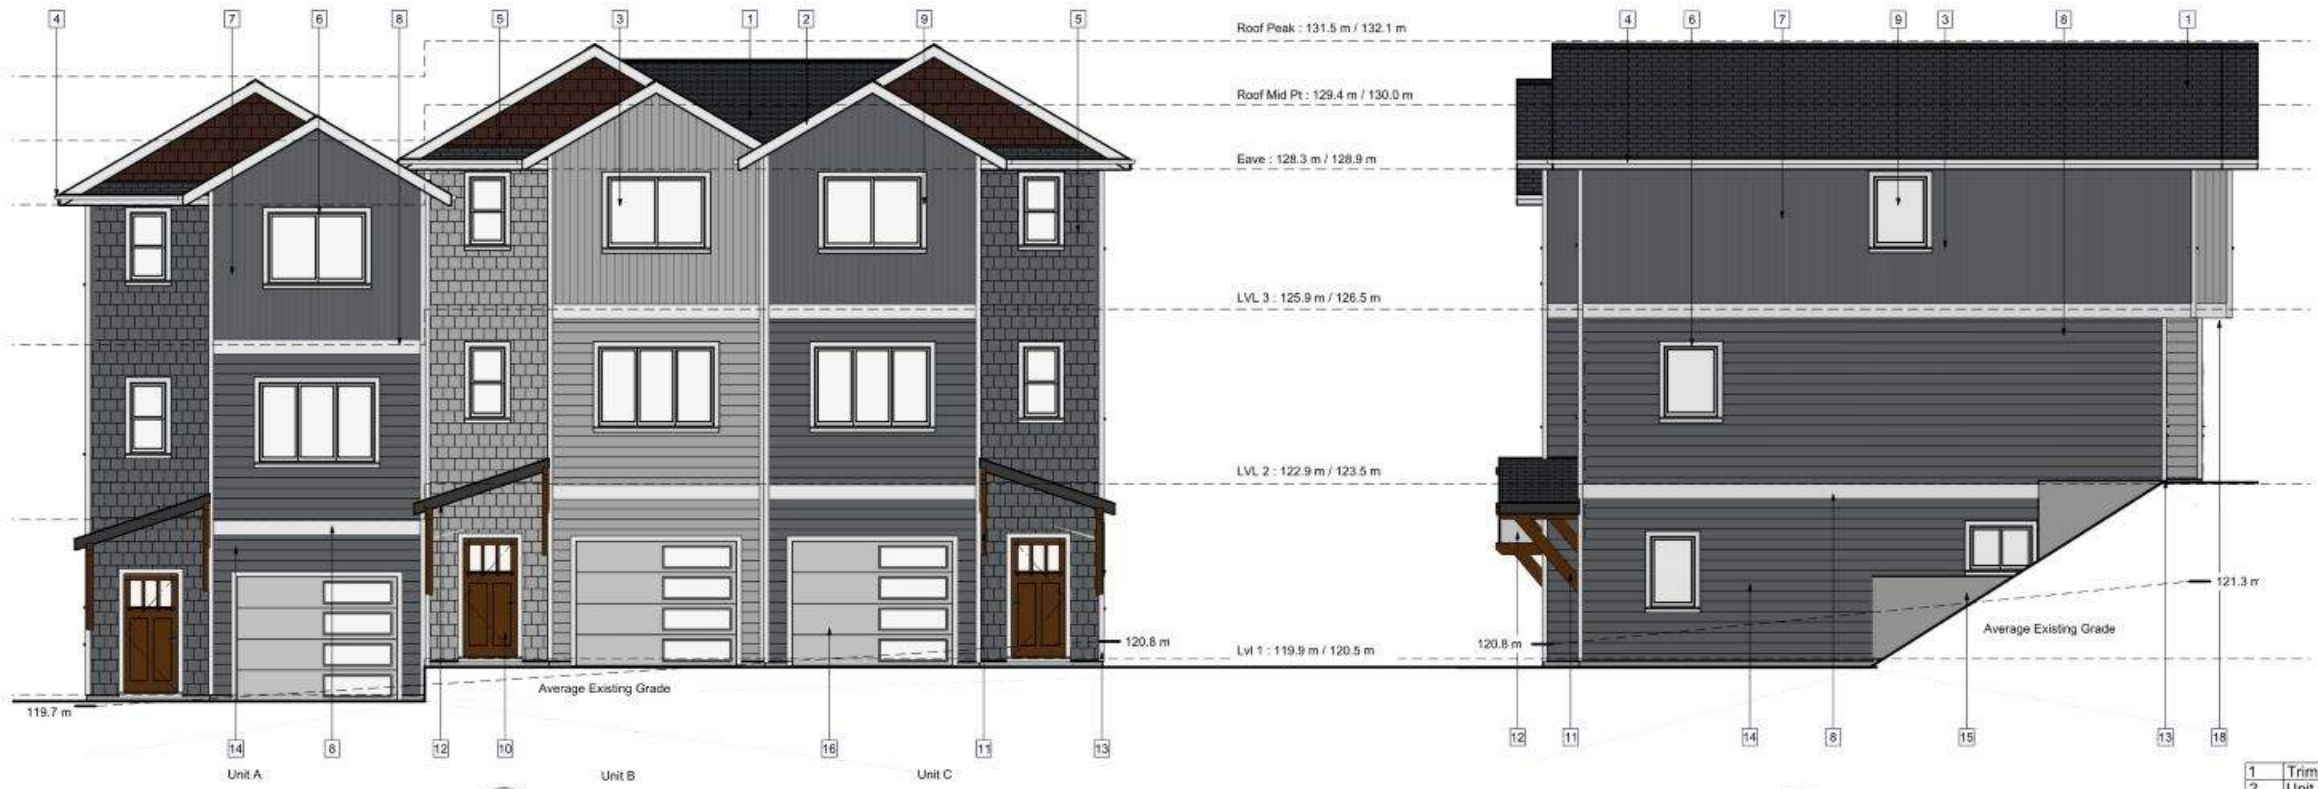 4 7 6 8 5 3 1 2 9 5
Roof Peak : 131.5 m / 132.1 m
4 6 7 9 3 8 1
Roof Mid Pt : 129.4 m / 130.0 m
Eave : 128.3 m / 128.9 m
LVL 3 : 125.9 m / 126.5 m
LVL 2 : 122.9 m / 123.5 m
121.3 m
Average Existing Grade
120.8 m
120.8 m
Lvl 1 : 119.9 m / 120.5 m
Average Existing Grade
119.7 m
14 8 12 10 16 11 13
12 11 14 8 15 13 18
Unit A
Unit B
Unit C
1 Trim
2 Unit